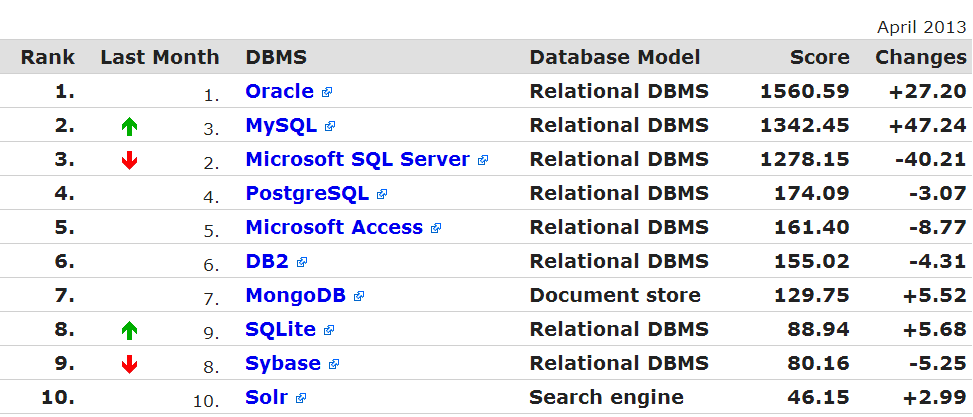 April 2013
Rank Last Month DBMS Database Model Score Changes
1. 1. Oracle Relational DBMS 1560.59 +27.20
2. 3. MySQL Relational DBMS 1342.45 +47.24
3. 2. Microsoft SQL Server Relational DBMS 1278.15 -40.21
4. 4. PostgreSQL Relational DBMS 174.09 -3.07
5. 5. Microsoft Access Relational DBMS 161.40 -8.77
6. 6. DB2 Relational DBMS 155.02 -4.31
7. 7. MongoDB Document store 129.75 +5.52
8. 9. SQLite Relational DBMS 88.94 +5.68
9. 8. Sybase Relational DBMS 80.16 -5.25
10. 10. Solr Search engine 46.15 +2.99